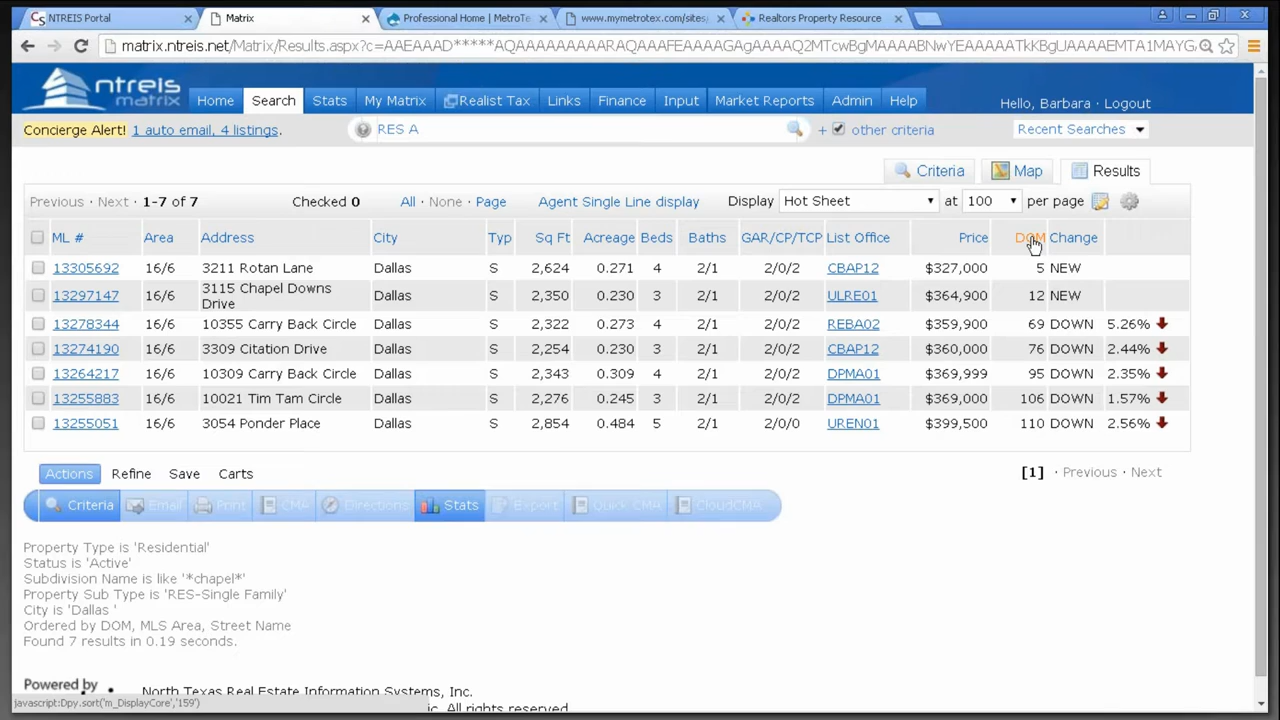 NTREIS Portal
Matrix
Professional Home | MetroTe
www.mymetrotex.com/sites
Realtors Property Resource
matrix.ntreis.net/Matrix/Results.aspx?c=AAEAAAD*****AQAAAAAAAAARAQAAAFEAAAAGAgAAAAQ2MTcwBgMAAAABNwYEAAAAATkKBgUAAAAEMTA1MAYGA
ntreis matrix
Home Search Stats My Matrix Realist Tax Links Finance Input Market Reports Admin Help
Hello, Barbara · Logout
Concierge Alert! 1 auto email, 4 listings.
RES A
+ other criteria
Recent Searches
Criteria Map Results
Previous · Next · 1-7 of 7 Checked 0 All · None · Page Agent Single Line display Display Hot Sheet at 100 per page
ML # Area Address City Typ Sq Ft Acreage Beds Baths GAR/CP/TCP List Office Price DOM Change
13305692 16/6 3211 Rotan Lane Dallas S 2,624 0.271 4 2/1 2/0/2 CBAP12 $327,000 5 NEW
13297147 16/6 3115 Chapel Downs Drive Dallas S 2,350 0.230 3 2/1 2/0/2 ULRE01 $364,900 12 NEW
13278344 16/6 10355 Carry Back Circle Dallas S 2,322 0.273 4 2/1 2/0/2 REBA02 $359,900 69 DOWN 5.26%
13274190 16/6 3309 Citation Drive Dallas S 2,254 0.230 3 2/1 2/0/2 CBAP12 $360,000 76 DOWN 2.44%
13264217 16/6 10309 Carry Back Circle Dallas S 2,343 0.309 4 2/1 2/0/2 DPMA01 $369,999 95 DOWN 2.35%
13255883 16/6 10021 Tim Tam Circle Dallas S 2,276 0.245 3 2/1 2/0/2 DPMA01 $369,000 106 DOWN 1.57%
13255051 16/6 3054 Ponder Place Dallas S 2,854 0.484 5 2/1 2/0/0 UREN01 $399,500 110 DOWN 2.56%
Actions Refine Save Carts
[1] · Previous · Next
Criteria Email Print CMA Directions Stats Export Quick CMA CloudCMA
Property Type is 'Residential'
Status is 'Active'
Subdivision Name is like '*chapel*'
Property Sub Type is 'RES-Single Family'
City is 'Dallas '
Ordered by DOM, MLS Area, Street Name
Found 7 results in 0.19 seconds.
Powered by
North Texas Real Estate Information Systems, Inc.
All rights reserved
javascript:Dpy.sort('m_DisplayCore','159')